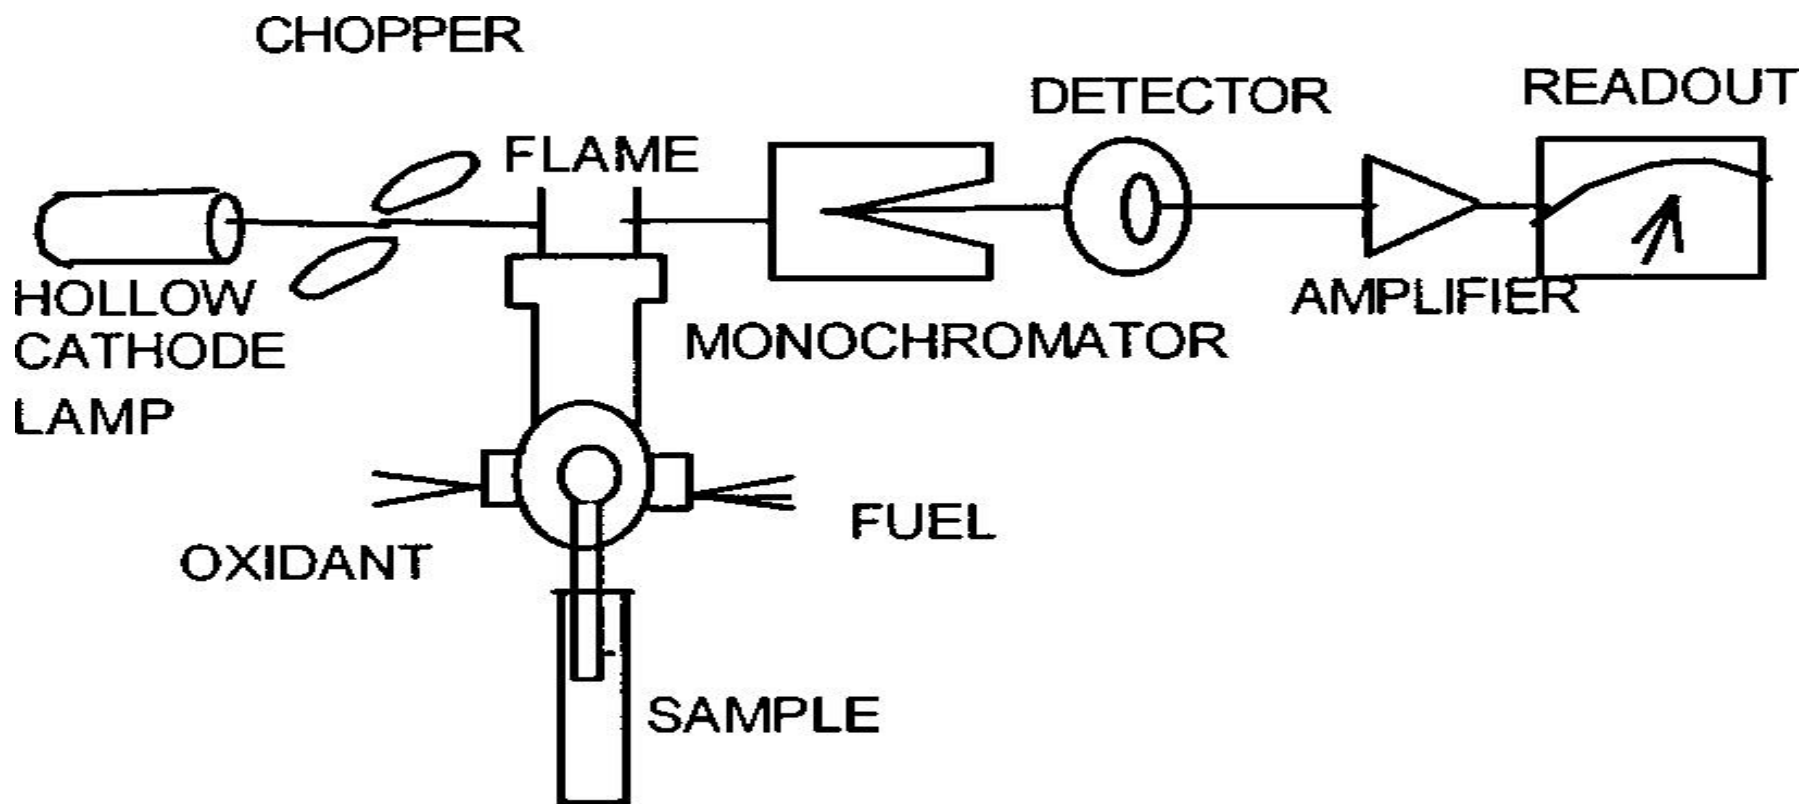 CHOPPER
READOUT
DETECTOR
FLAME
HOLLOW
CATHODE
LAMP
AMPLIFIER
MONOCHROMATOR
FUEL
OXIDANT
SAMPLE